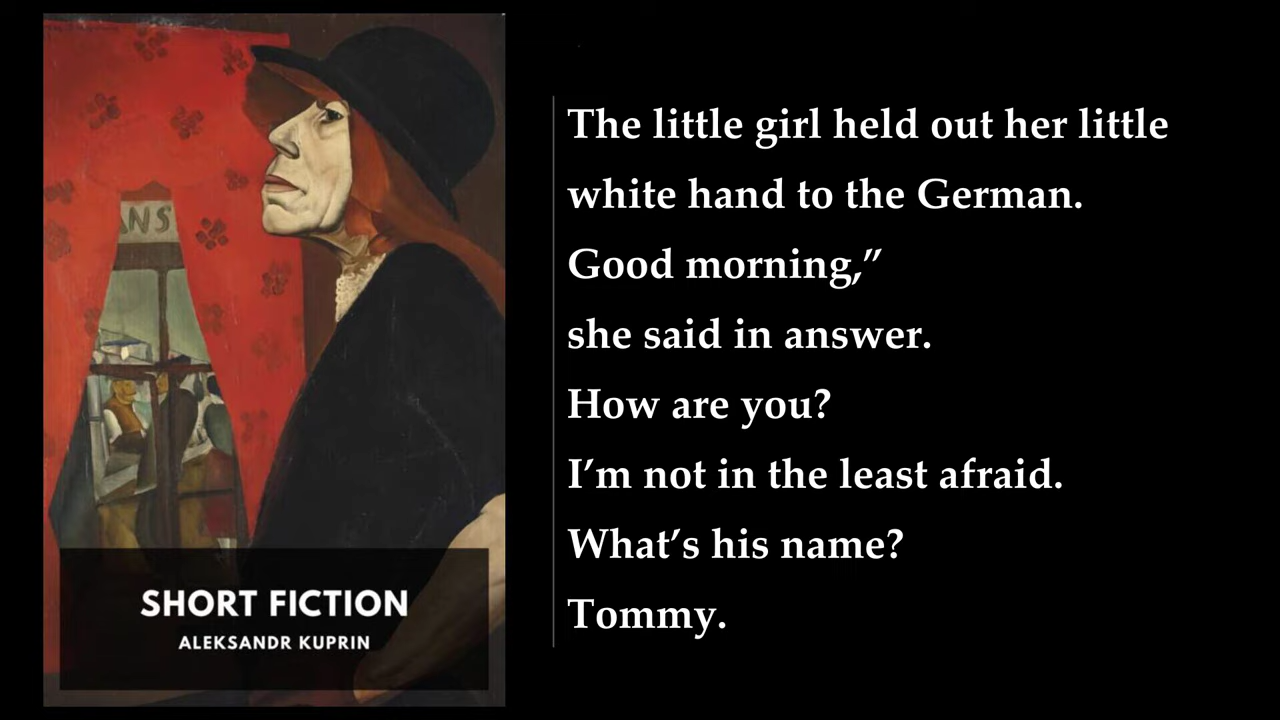 ANS
SHORT FICTION
ALEKSANDR KUPRIN
The little girl held out her little
white hand to the German.
Good morning,”
she said in answer.
How are you?
I’m not in the least afraid.
What’s his name?
Tommy.